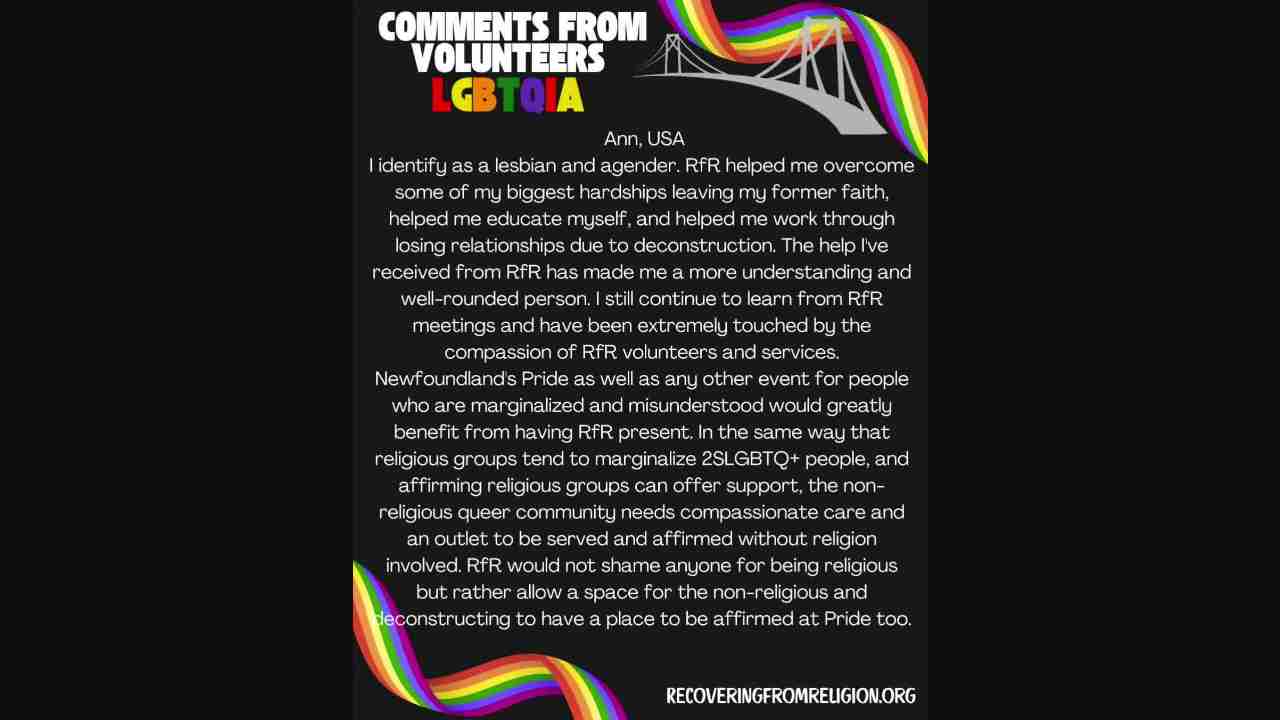 COMMENTS FROM
VOLUNTEERS
LGBTQIA
Ann, USA
I identify as a lesbian and agender. RfR helped me overcome
some of my biggest hardships leaving my former faith,
helped me educate myself, and helped me work through
losing relationships due to deconstruction. The help I've
received from RfR has made me a more understanding and
well-rounded person. I still continue to learn from RfR
meetings and have been extremely touched by the
compassion of RfR volunteers and services.
Newfoundland's Pride as well as any other event for people
who are marginalized and misunderstood would greatly
benefit from having RfR present. In the same way that
religious groups tend to marginalize 2SLGBTQ+ people, and
affirming religious groups can offer support, the non-
religious queer community needs compassionate care and
an outlet to be served and affirmed without religion
involved. RfR would not shame anyone for being religious
but rather allow a space for the non-religious and
deconstructing to have a place to be affirmed at Pride too.
RECOVERINGFROMRELIGION.ORG